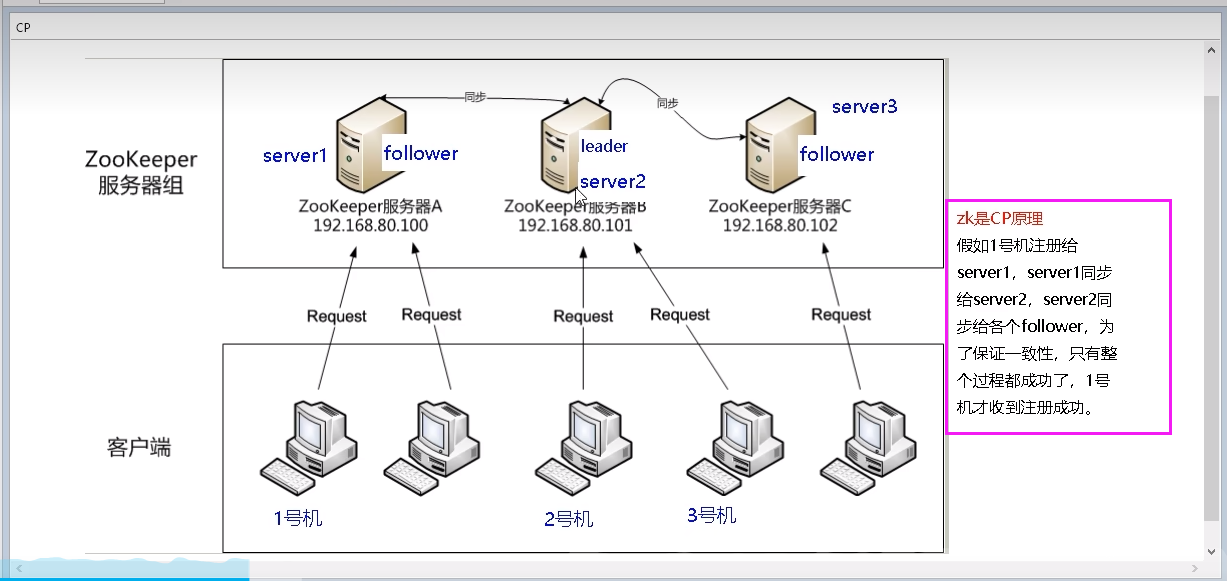 CP
同步
同步
server3
server1
follower
leader
server2
follower
ZooKeeper
服务器组
ZooKeeper服务器A
192.168.80.100
ZooKeeper服务器B
192.168.80.101
ZooKeeper服务器C
192.168.80.102
zk是CP原理
假如1号机注册给
server1，server1同步
给server2，server2同
步给各个follower，为
了保证一致性，只有整
个过程都成功了，1号
机才收到注册成功。
Request
Request
Request
Request
Request
客户端
1号机
2号机
3号机